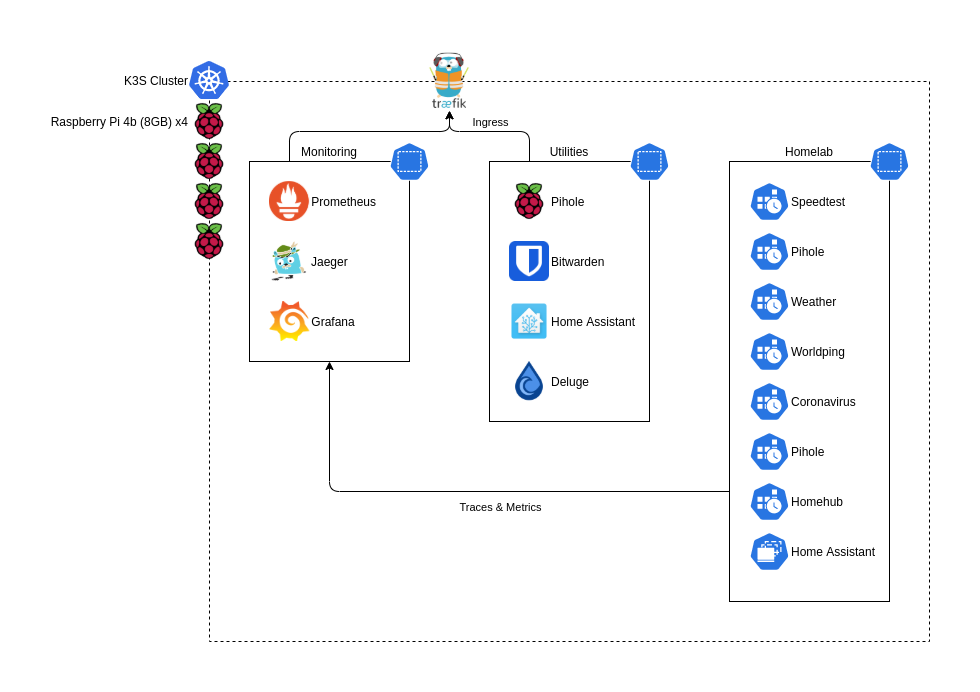 K3S Cluster
træfik
Raspberry Pi 4b (8GB) x4
Ingress
Monitoring
Utilities
Homelab
Prometheus
Jaeger
Grafana
Pihole
Bitwarden
Home Assistant
Deluge
Speedtest
Pihole
Weather
Worldping
Coronavirus
Pihole
Homehub
Home Assistant
Traces & Metrics